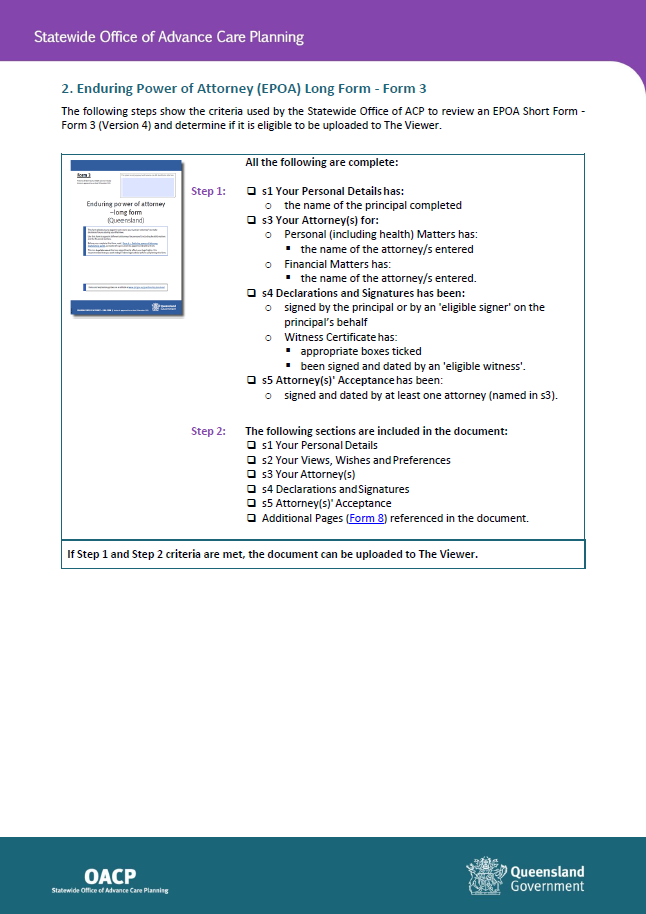 Statewide Office of Advance Care Planning
2. Enduring Power of Attorney (EPOA) Long Form - Form 3
The following steps show the criteria used by the Statewide Office of ACP to review an EPOA Short Form -
Form 3 (Version 4) and determine if it is eligible to be uploaded to The Viewer.
Form 3
Enduring power of attorney
–long form
(Queensland)
Queensland
Government
All the following are complete:
Step 1:
❑ s1 Your Personal Details has:
o the name of the principal completed
❑ s3 Your Attorney(s) for:
o Personal (including health) Matters has:
▪ the name of the attorney/s entered
o Financial Matters has:
▪ the name of the attorney/s entered.
❑ s4 Declarations and Signatures has been:
o signed by the principal or by an 'eligible signer' on the
principal’s behalf
o Witness Certificate has:
▪ appropriate boxes ticked
▪ been signed and dated by an 'eligible witness'.
❑ s5 Attorney(s)' Acceptance has been:
o signed and dated by at least one attorney (named in s3).
Step 2:
The following sections are included in the document:
❑ s1 Your Personal Details
❑ s2 Your Views, Wishes and Preferences
❑ s3 Your Attorney(s)
❑ s4 Declarations and Signatures
❑ s5 Attorney(s)' Acceptance
❑ Additional Pages (Form 8) referenced in the document.
If Step 1 and Step 2 criteria are met, the document can be uploaded to The Viewer.
OACP
Statewide Office of Advance Care Planning
Queensland
Government